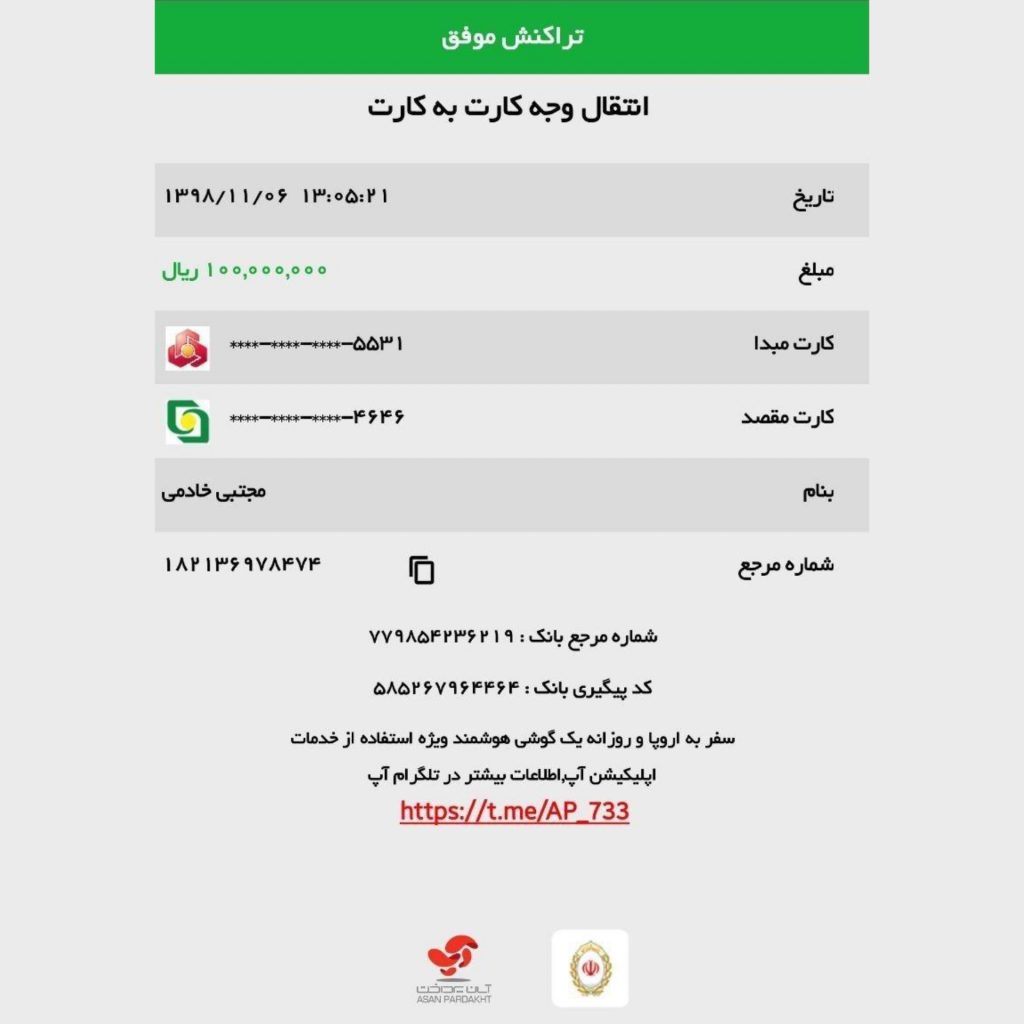 تراکنش موفق
انتقال وجه کارت به کارت
تاریخ ۱۳۹۸/۱۱/۰۶ ۱۳:۰۵:۲۱
مبلغ ۱۰۰,۰۰۰,۰۰۰ ریال
کارت مبدا ****-****-****-۵۵۳۱
کارت مقصد ****-****-****-۴۶۴۶
بنام مجتبی خادمی
شماره مرجع ۱۸۲۱۳۶۹۷۸۴۷۴
شماره مرجع بانک : ۷۷۹۸۵۴۲۳۶۲۱۹
کد پیگیری بانک : ۵۸۵۲۶۷۹۶۴۴۶۴
سفر به اروپا و روزانه یک گوشی هوشمند ویژه استفاده از خدمات
اپلیکیشن آپ,اطلاعات بیشتر در تلگرام آپ
https://t.me/AP_733
آسان پرداخت
ASAN PARDAKHT